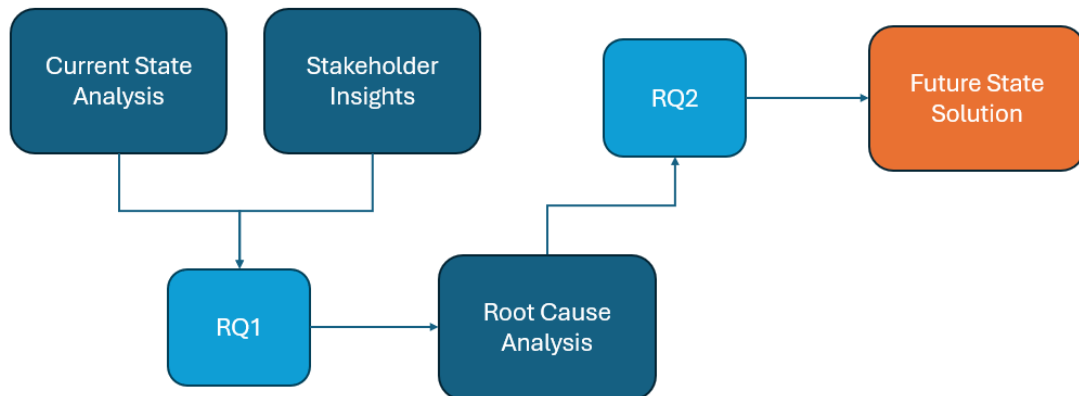 Current State
Analysis
Stakeholder
Insights
RQ2
Future State
Solution
RQ1
Root Cause
Analysis